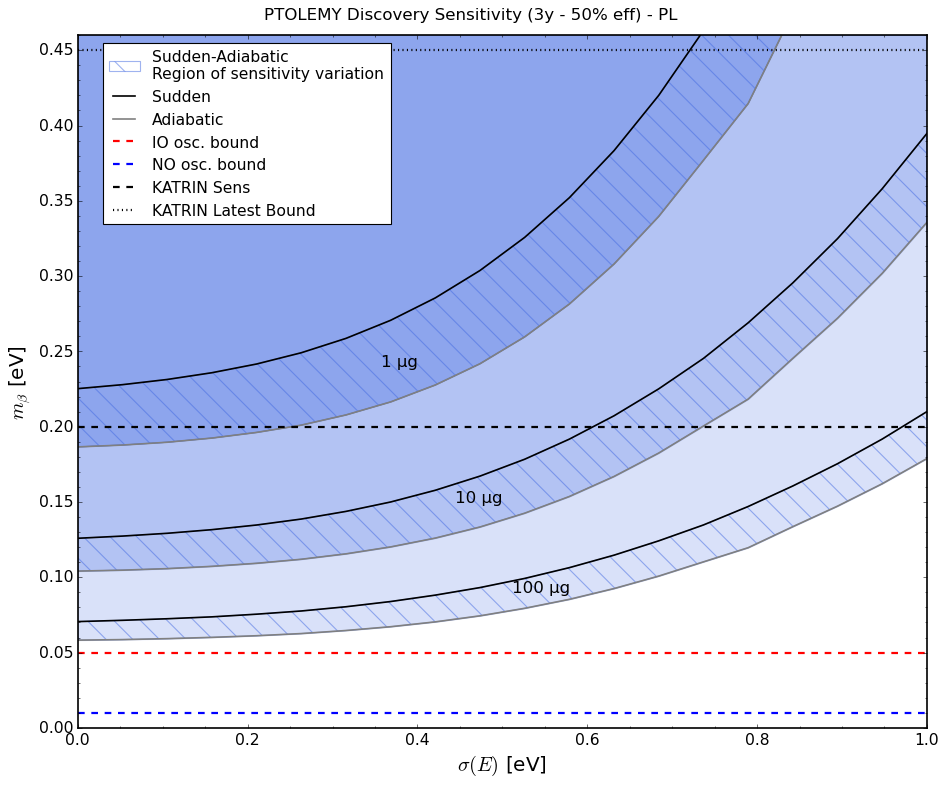 PTOLEMY Discovery Sensitivity (3y - 50% eff) - PL
0.45
0.40
0.35
0.30
0.25
0.20
0.15
0.10
0.05
0.00
m_β [eV]
Sudden-Adiabatic
Region of sensitivity variation
Sudden
Adiabatic
IO osc. bound
NO osc. bound
KATRIN Sens
KATRIN Latest Bound
1 μg
10 μg
100 μg
0.0 0.2 0.4 0.6 0.8 1.0
σ(E) [eV]